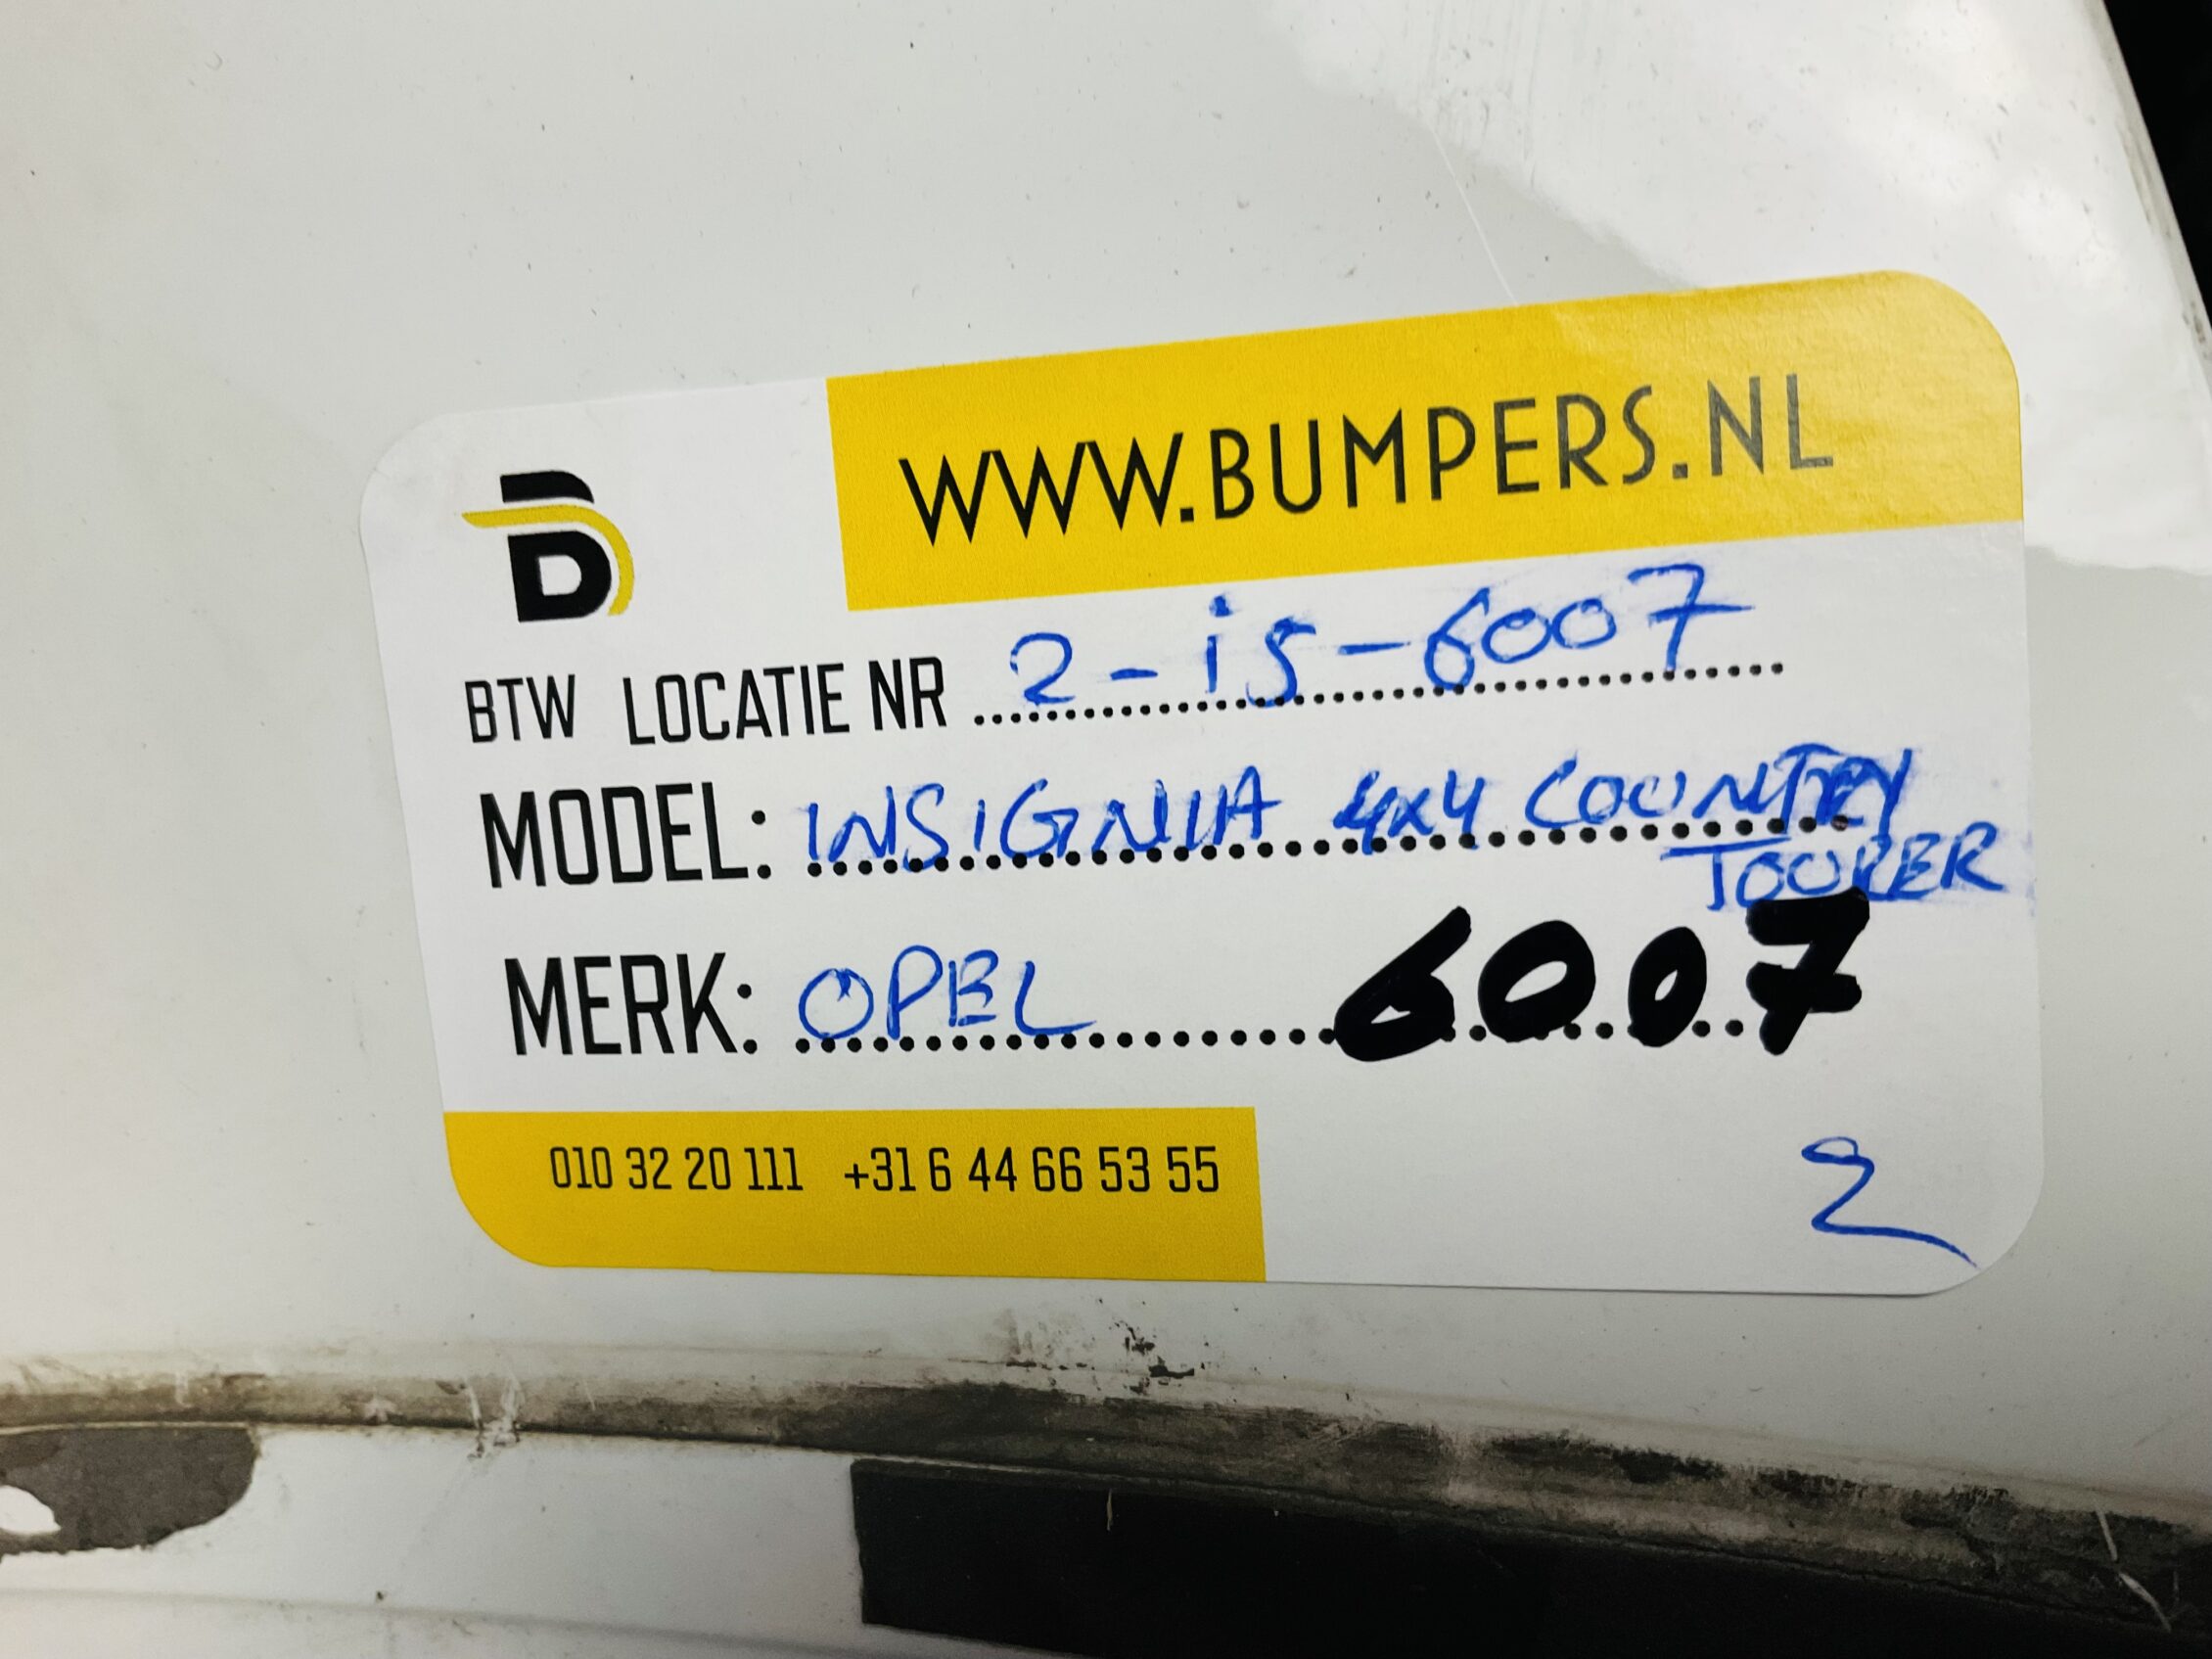 WWW.BUMPERS.NL
BTW LOCATIE NR 2-is-6007
MODEL: INSIGNIA 4x4 COUNTRY
TOURER
MERK: OPEL 6007
010 32 20 111 +31 6 44 66 53 55
2